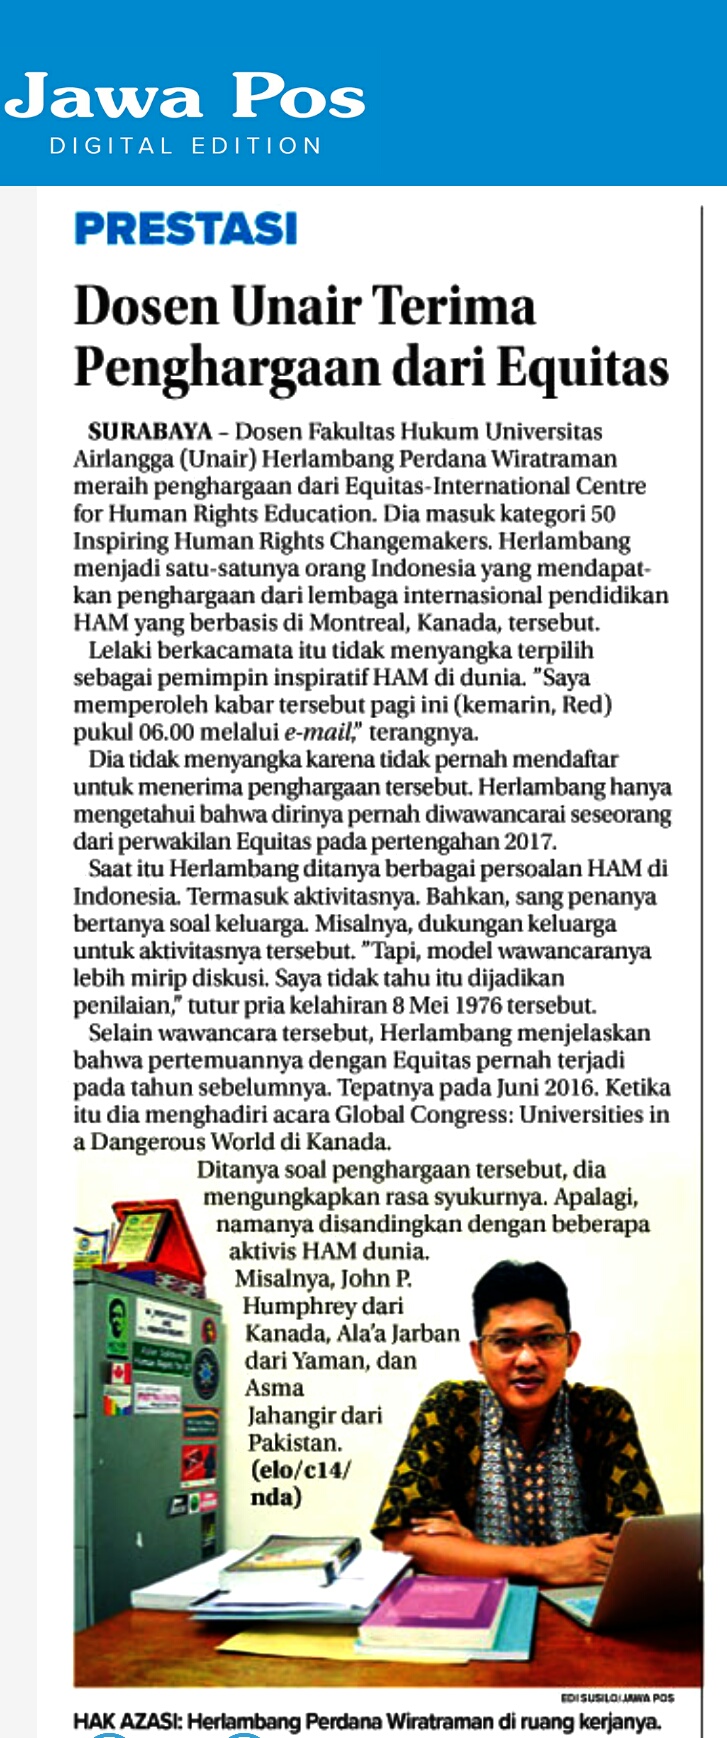 Jawa Pos
DIGITAL EDITION
PRESTASI
Dosen Unair Terima
Penghargaan dari Equitas
SURABAYA – Dosen Fakultas Hukum Universitas
Airlangga (Unair) Herlambang Perdana Wiratraman
meraih penghargaan dari Equitas-International Centre
for Human Rights Education. Dia masuk kategori 50
Inspiring Human Rights Changemakers. Herlambang
menjadi satu-satunya orang Indonesia yang mendapat-
kan penghargaan dari lembaga internasional pendidikan
HAM yang berbasis di Montreal, Kanada, tersebut.
Lelaki berkacamata itu tidak menyangka terpilih
sebagai pemimpin inspiratif HAM di dunia. ”Saya
memperoleh kabar tersebut pagi ini (kemarin, Red)
pukul 06.00 melalui e-mail,” terangnya.
Dia tidak menyangka karena tidak pernah mendaftar
untuk menerima penghargaan tersebut. Herlambang hanya
mengetahui bahwa dirinya pernah diwawancarai seseorang
dari perwakilan Equitas pada pertengahan 2017.
Saat itu Herlambang ditanya berbagai persoalan HAM di
Indonesia. Termasuk aktivitasnya. Bahkan, sang penanya
bertanya soal keluarga. Misalnya, dukungan keluarga
untuk aktivitasnya tersebut. ”Tapi, model wawancaranya
lebih mirip diskusi. Saya tidak tahu itu dijadikan
penilaian,” tutur pria kelahiran 8 Mei 1976 tersebut.
Selain wawancara tersebut, Herlambang menjelaskan
bahwa pertemuannya dengan Equitas pernah terjadi
pada tahun sebelumnya. Tepatnya pada Juni 2016. Ketika
itu dia menghadiri acara Global Congress: Universities in
a Dangerous World di Kanada.
Ditanya soal penghargaan tersebut, dia
mengungkapkan rasa syukurnya. Apalagi,
namanya disandingkan dengan beberapa
aktivis HAM dunia.
Misalnya, John P.
Humphrey dari
Kanada, Ala’a Jarban
dari Yaman, dan
Asma
Jahangir dari
Pakistan.
(elo/c14/
nda)
EDI SUSILO/JAWA POS
HAK AZASI: Herlambang Perdana Wiratraman di ruang kerjanya.